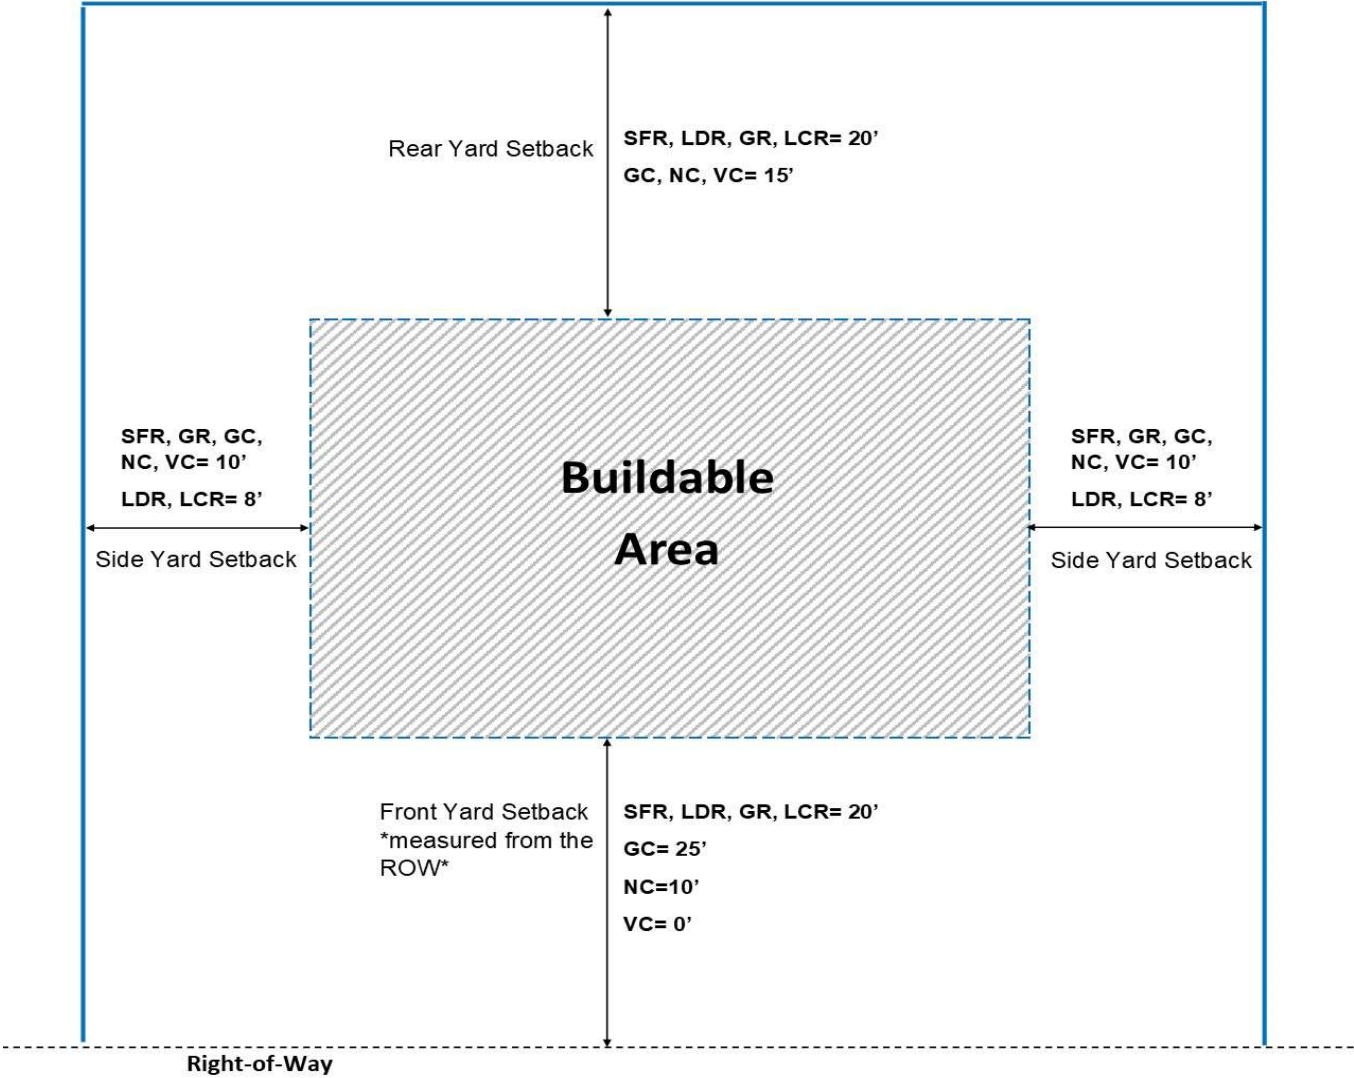 Rear Yard Setback
SFR, LDR, GR, LCR= 20’
GC, NC, VC= 15’
SFR, GR, GC,
NC, VC= 10’
LDR, LCR= 8’
Side Yard Setback
Buildable
Area
SFR, GR, GC,
NC, VC= 10’
LDR, LCR= 8’
Side Yard Setback
Front Yard Setback
*measured from the
ROW*
SFR, LDR, GR, LCR= 20’
GC= 25’
NC=10’
VC= 0’
Right-of-Way